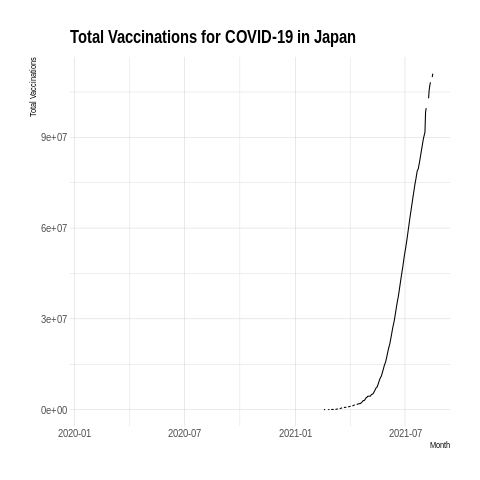 Total Vaccinations for COVID-19 in Japan
Total Vaccinations
9e+07
6e+07
3e+07
0e+00
2020-01 2020-07 2021-01 2021-07
Month